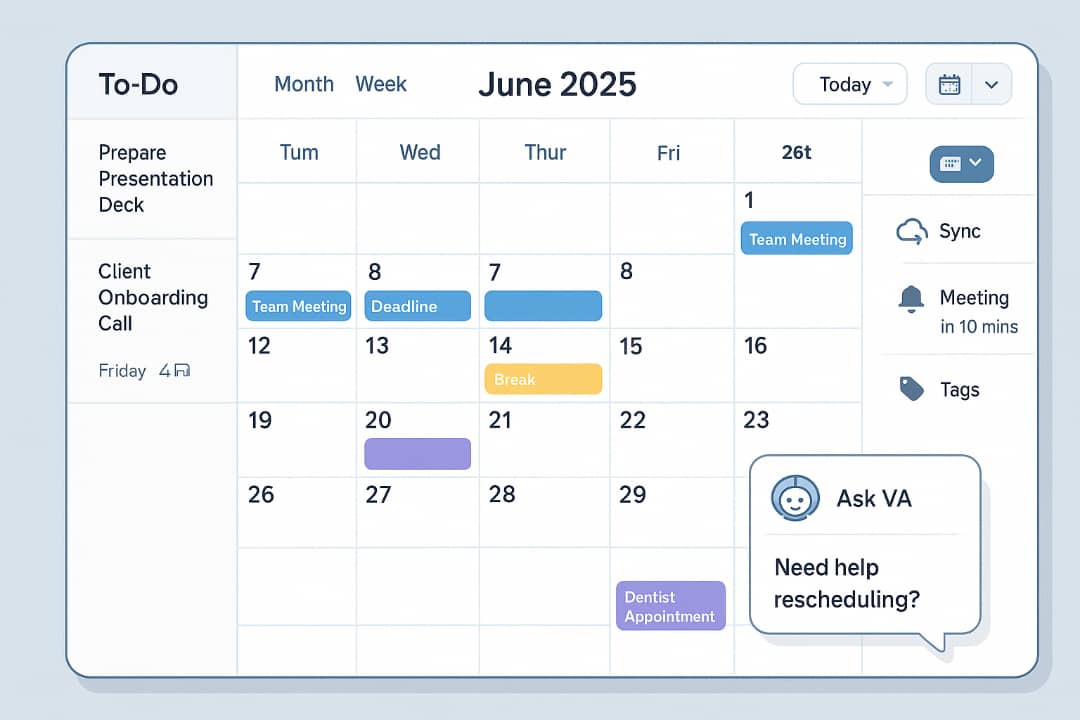 To-Do
Month Week June 2025 Today
Prepare
Presentation
Deck
Client
Onboarding
Call
Friday 4
Tum Wed Thur Fri 26t
1
Team Meeting
7 8 7 8
Team Meeting Deadline
12 13 14 15 16
Break
19 20 21 22 23
26 27 28 29
Dentist
Appointment
Sync
Meeting
in 10 mins
Tags
Ask VA
Need help
rescheduling?